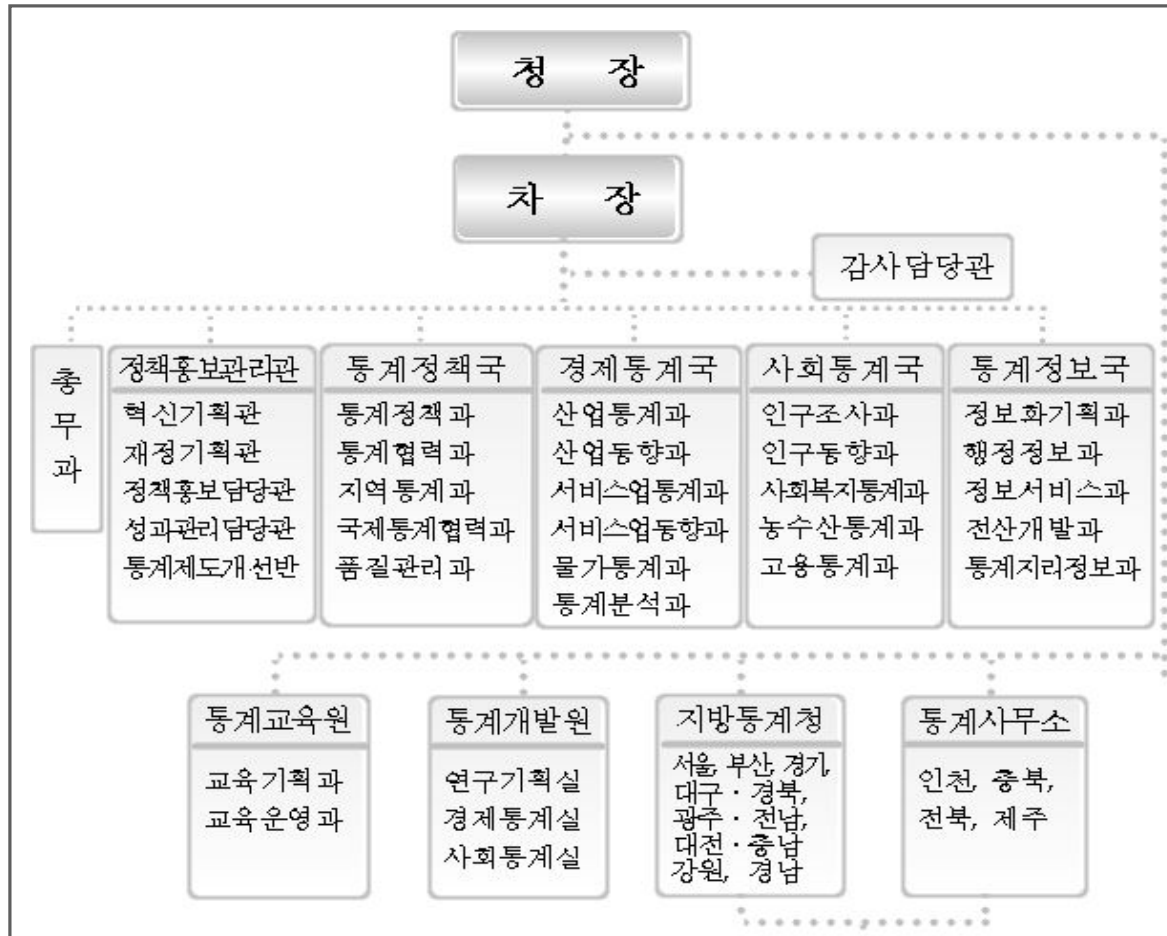 청 장
차 장
감사담당관
총무과
정책홍보관리관
혁신기획관
재정기획관
정책홍보담당관
성과관리담당관
통계제도개선반
통계정책국
통계정책과
통계협력과
지역통계과
국제통계협력과
품질관리과
경제통계국
산업통계과
산업동향과
서비스업통계과
서비스업동향과
물가통계과
통계분석과
사회통계국
인구조사과
인구동향과
사회복지통계과
농수산통계과
고용통계과
통계정보국
정보화기획과
행정정보과
정보서비스과
전산개발과
통계지리정보과
통계교육원
교육기획과
교육운영과
통계개발원
연구기획실
경제통계실
사회통계실
지방통계청
서울, 부산, 경기,
대구·경북,
광주·전남,
대전·충남
강원, 경남
통계사무소
인천, 충북,
전북, 제주